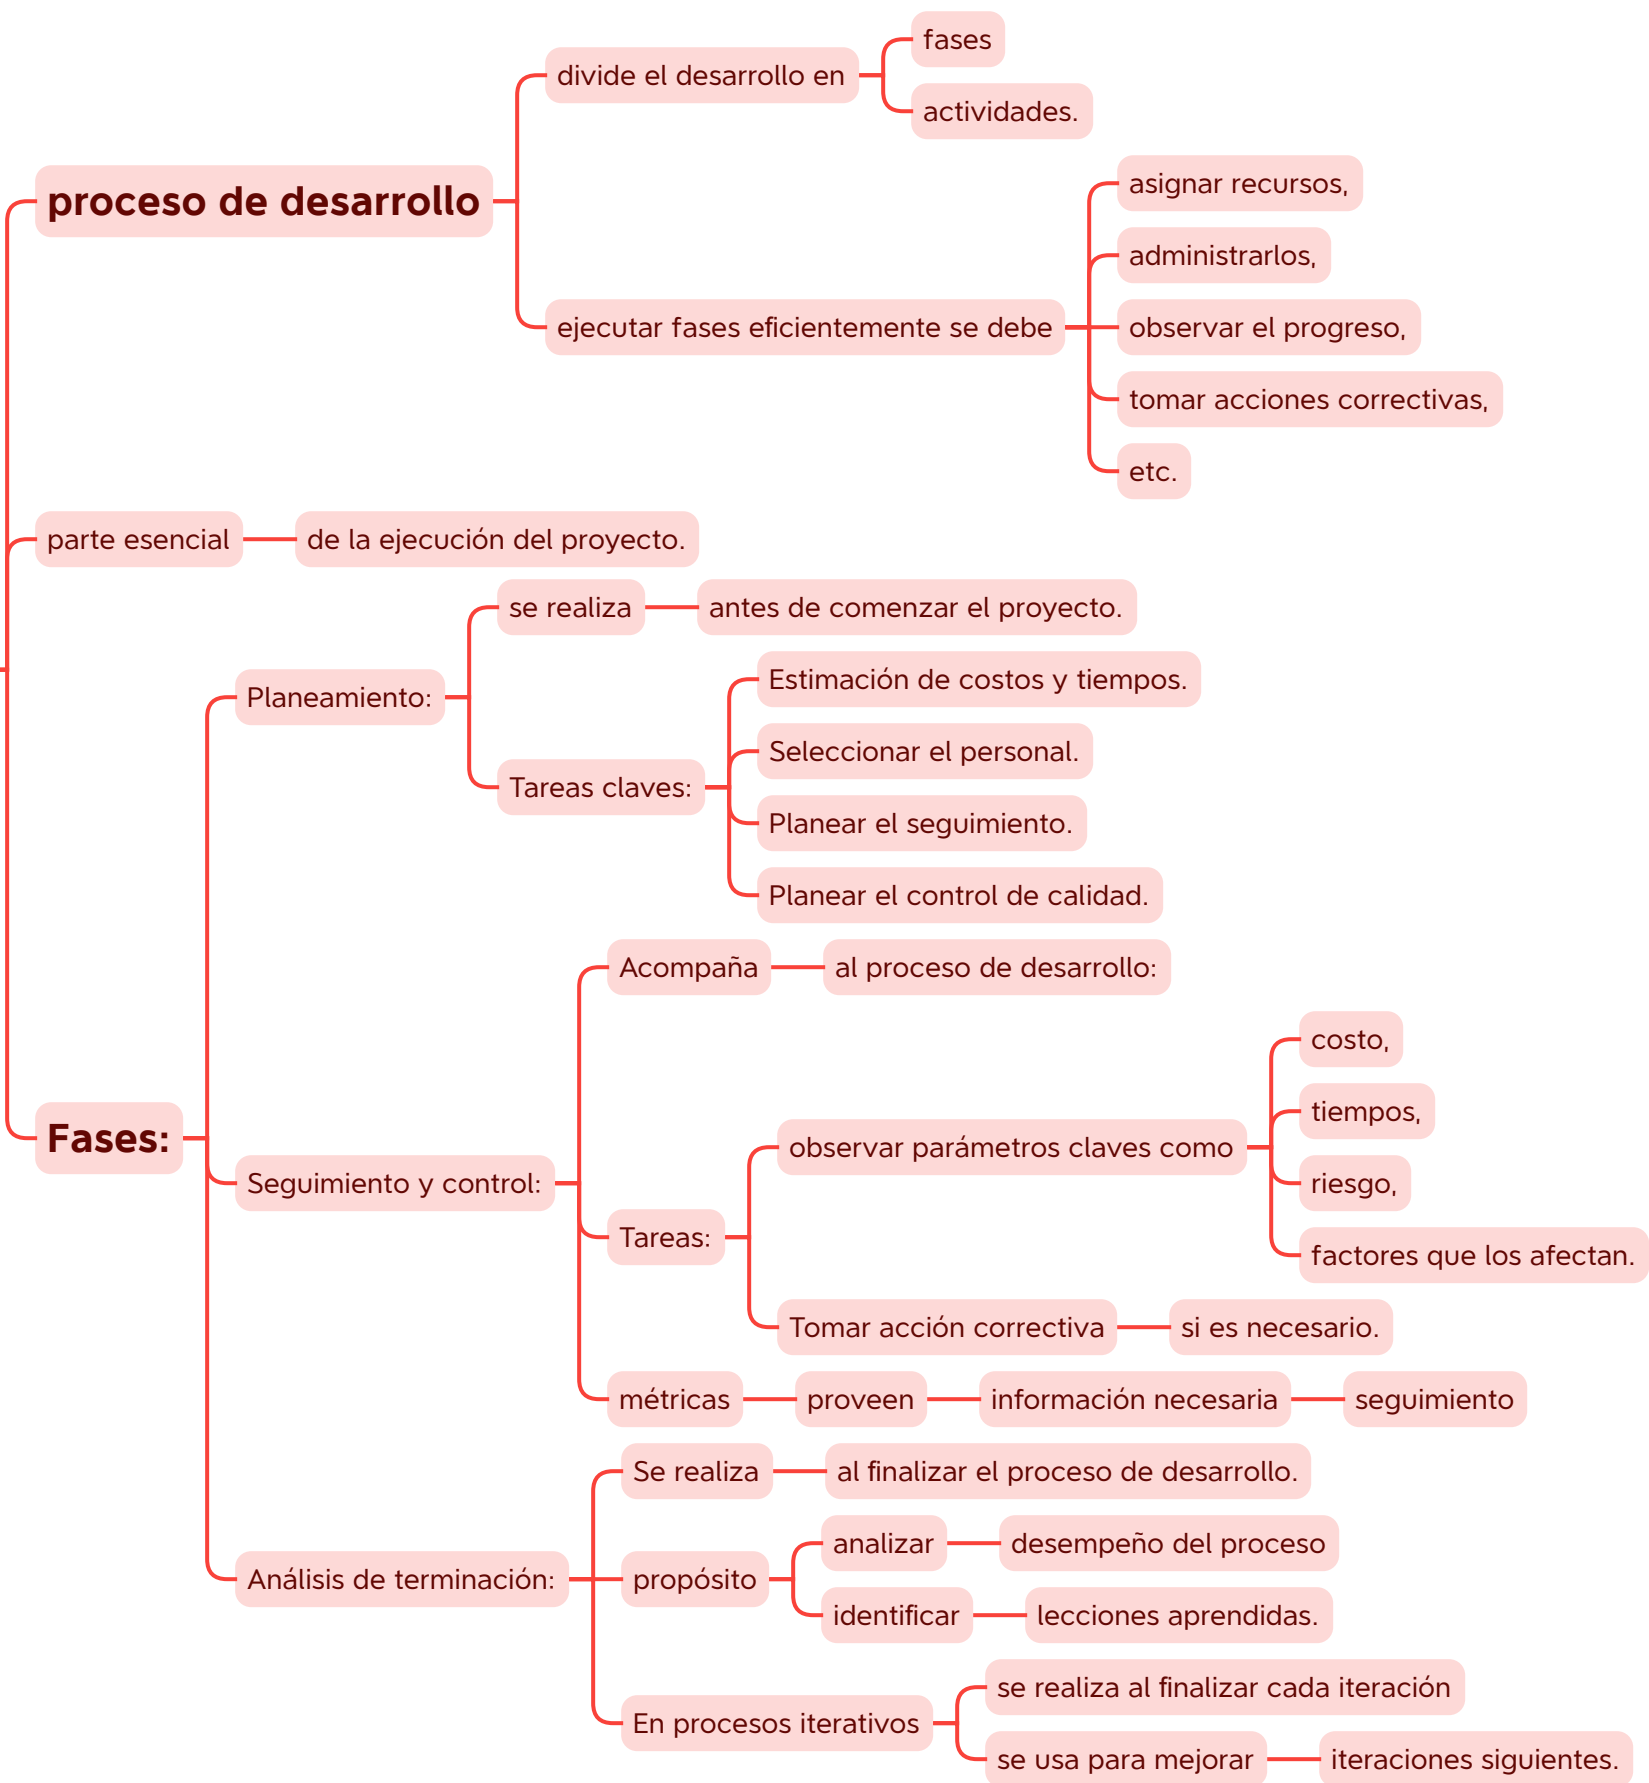 proceso de desarrollo
divide el desarrollo en
fases
actividades.
ejecutar fases eficientemente se debe
asignar recursos,
administrarlos,
observar el progreso,
tomar acciones correctivas,
etc.
parte esencial
de la ejecución del proyecto.
Fases:
Planeamiento:
se realiza
antes de comenzar el proyecto.
Tareas claves:
Estimación de costos y tiempos.
Seleccionar el personal.
Planear el seguimiento.
Planear el control de calidad.
Seguimiento y control:
Acompaña
al proceso de desarrollo:
Tareas:
observar parámetros claves como
costo,
tiempos,
riesgo,
factores que los afectan.
Tomar acción correctiva
si es necesario.
métricas
proveen
información necesaria
seguimiento
Análisis de terminación:
Se realiza
al finalizar el proceso de desarrollo.
propósito
analizar
desempeño del proceso
identificar
lecciones aprendidas.
En procesos iterativos
se realiza al finalizar cada iteración
se usa para mejorar
iteraciones siguientes.